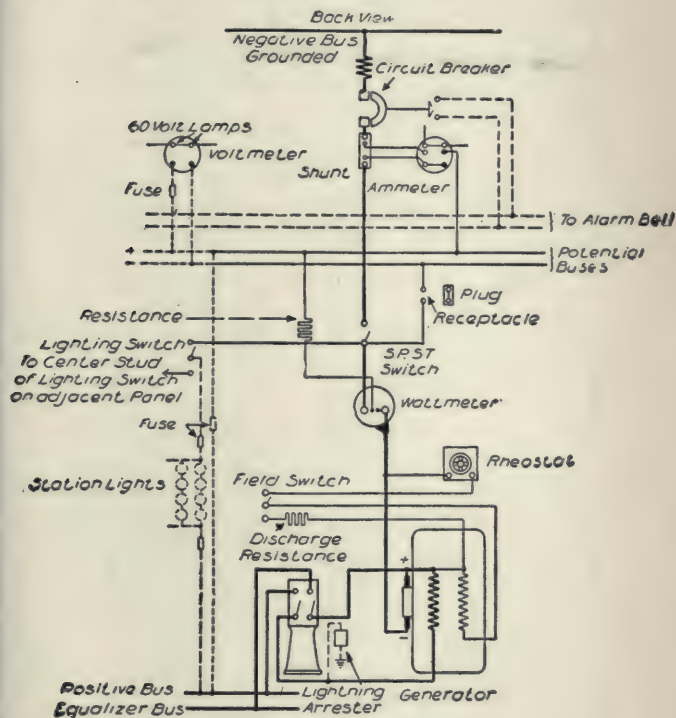 Back View
Negative Bus
Grounded
Circuit Breaker
60 Volt Lamps
Voltmeter
Fuse
Shunt
Ammeter
To Alarm Bell
+
Potential
Buses
-
Plug
Receptacle
Resistance
Lighting Switch
To Center Stud
of Lighting Switch
on adjacent Panel
S.P.S.T
Switch
Wattmeter
Fuse
Rheostat
Station Lights
Field Switch
Discharge
Resistance
+
-
Positive Bus
Equalizer Bus
Lightning
Arrester
Generator